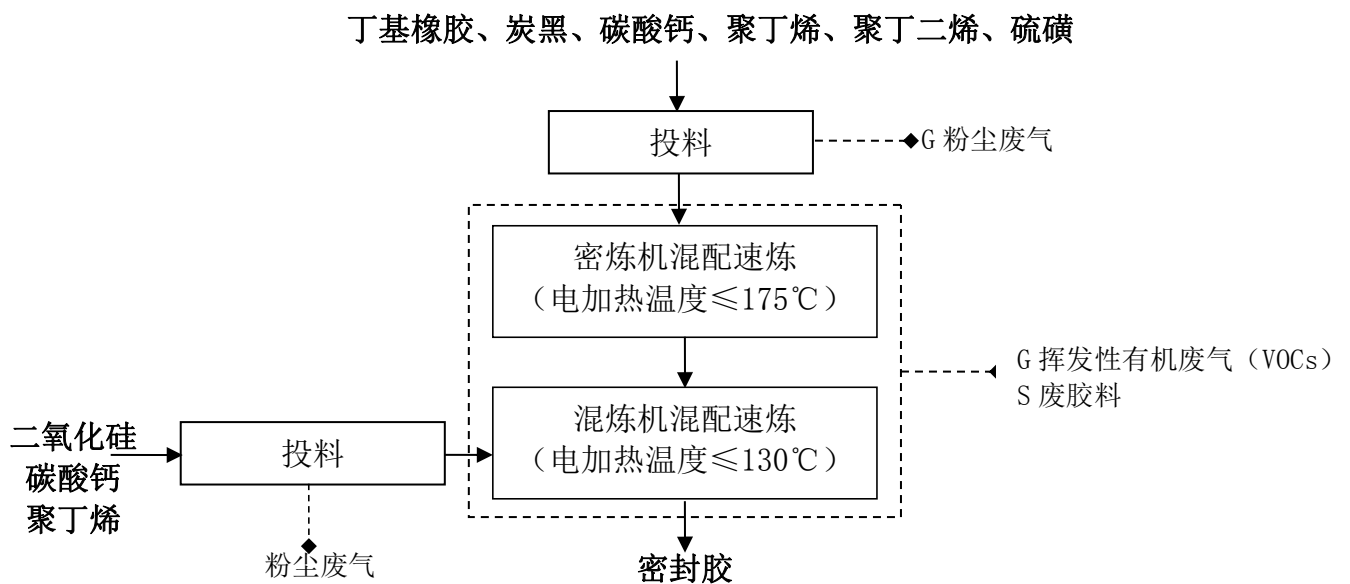 丁基橡胶、炭黑、碳酸钙、聚丁烯、聚丁二烯、硫磺
投料
G 粉尘废气
密炼机混配速炼
（电加热温度≤175℃）
G 挥发性有机废气（VOCs）
S 废胶料
混炼机混配速炼
（电加热温度≤130℃）
二氧化硅
碳酸钙
聚丁烯
投料
粉尘废气
密封胶